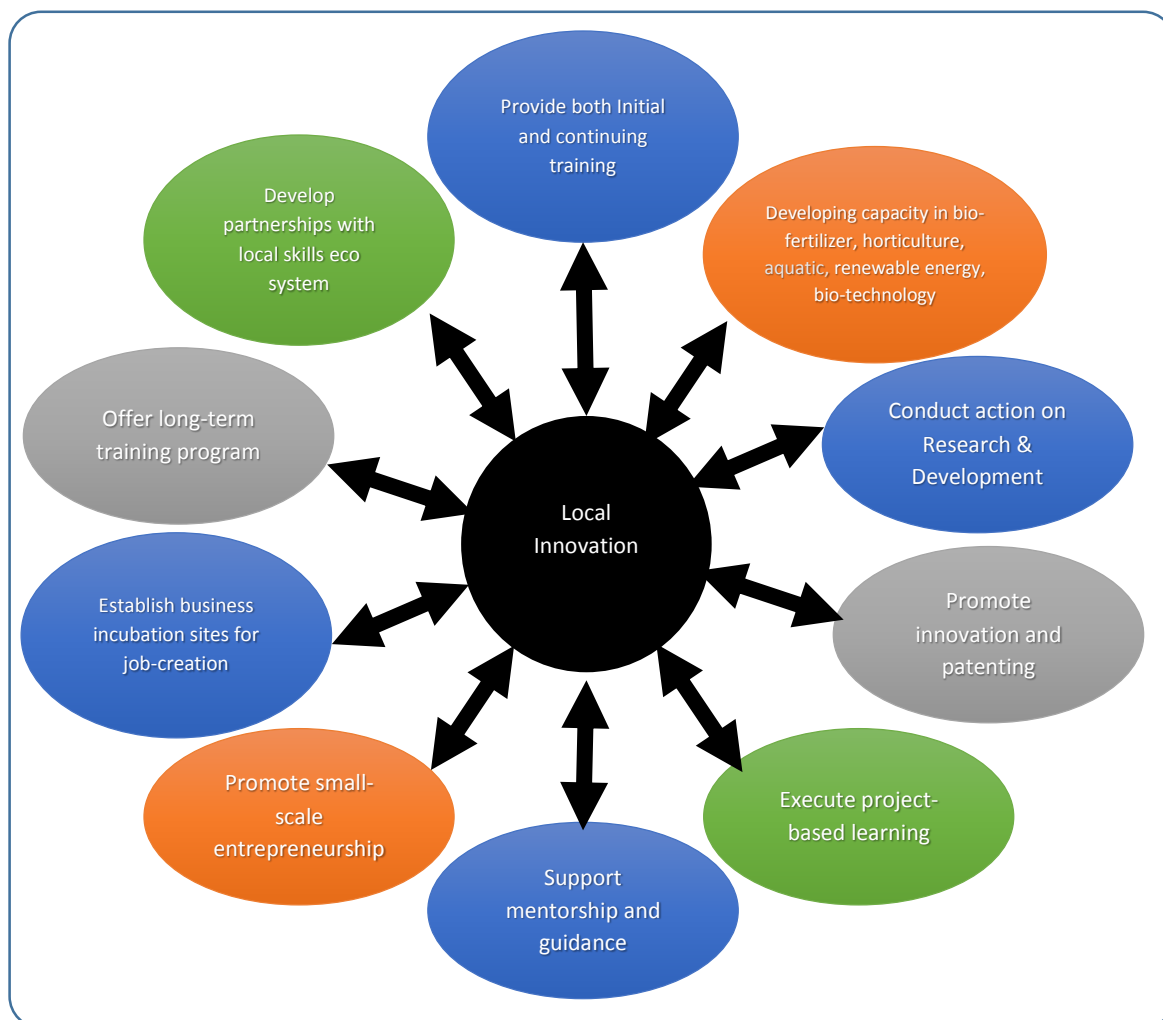 Provide both Initial
and continuing
training
Developing capacity in bio-
fertilizer, horticulture,
aquatic, renewable energy,
bio-technology
Conduct action on
Research &
Development
Promote
innovation and
patenting
Execute project-
based learning
Support
mentorship and
guidance
Promote small-
scale
entrepreneurship
Establish business
incubation sites for
job-creation
Offer long-term
training program
Develop
partnerships with
local skills eco
system
Local
Innovation